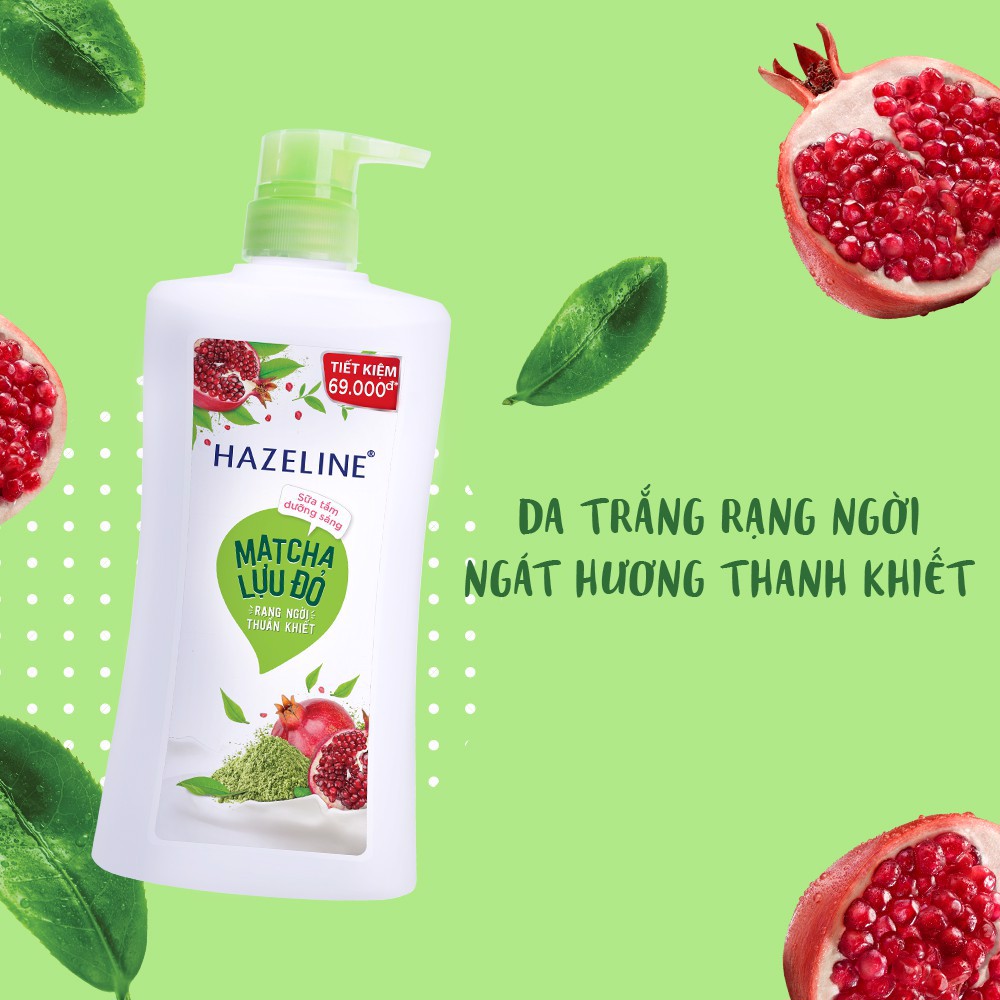 TIẾT KIỆM
69.000đ*
HAZELINE®
Sữa tắm
dưỡng sáng
MATCHA
LỰU ĐỎ
RẠNG NGỜI
THUẦN KHIẾT
DA TRẮNG RẠNG NGỜI
NGÁT HƯƠNG THANH KHIẾT